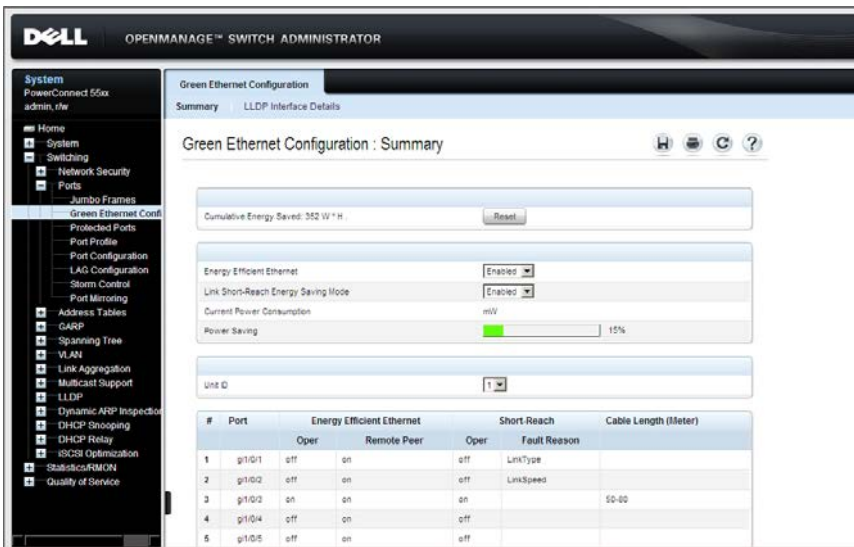 DELL OPENMANAGE™ SWITCH ADMINISTRATOR
System
PowerConnect 55xx
admin, r/w
Home
System
Switching
Network Security
Ports
Jumbo Frames
Green Ethernet Confi
Protected Ports
Port Profile
Port Configuration
LAG Configuration
Storm Control
Port Mirroring
Address Tables
GARP
Spanning Tree
VLAN
Link Aggregation
Multicast Support
LLDP
Dynamic ARP Inspection
DHCP Snooping
DHCP Relay
iSCSI Optimization
Statistics/RMON
Quality of Service
Green Ethernet Configuration
Summary LLDP Interface Details
Green Ethernet Configuration : Summary
Cumulative Energy Saved: 352 W * H . Reset
Energy Efficient Ethernet Enabled
Link Short-Reach Energy Saving Mode Enabled
Current Power Consumption mW
Power Saving 15%
Unit ID 1
# Port Energy Efficient Ethernet Short-Reach Cable Length (Meter)
Oper Remote Peer Oper Fault Reason
1 gi1/0/1 off on off LinkType
2 gi1/0/2 off on off LinkSpeed
3 gi1/0/3 on on on 50-80
4 gi1/0/4 off on off
5 gi1/0/5 off on off